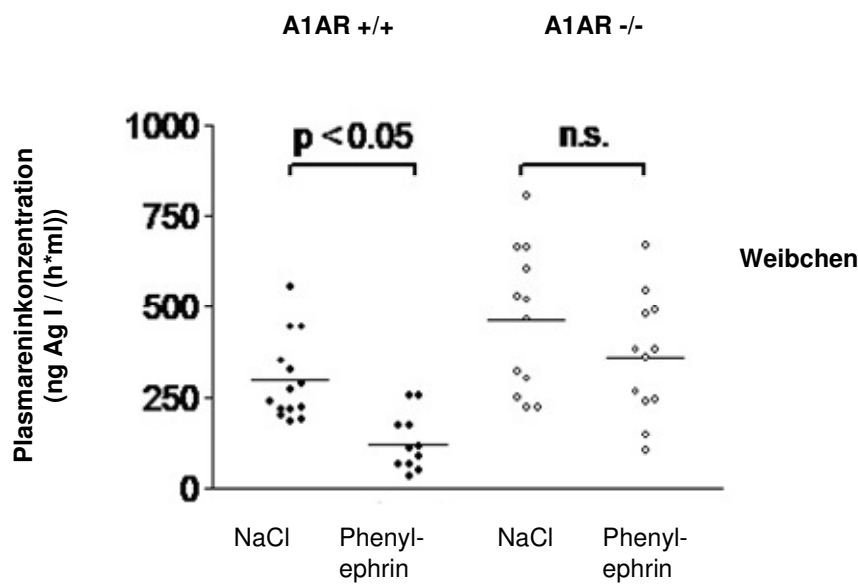 A1AR +/+ A1AR -/-
1000
p <0.05 n.s.
750
500
250
0
Plasmareninkonzentration
(ng Ag I / (h*ml))
Weibchen
NaCl Phenyl- NaCl Phenyl-
ephrin ephrin